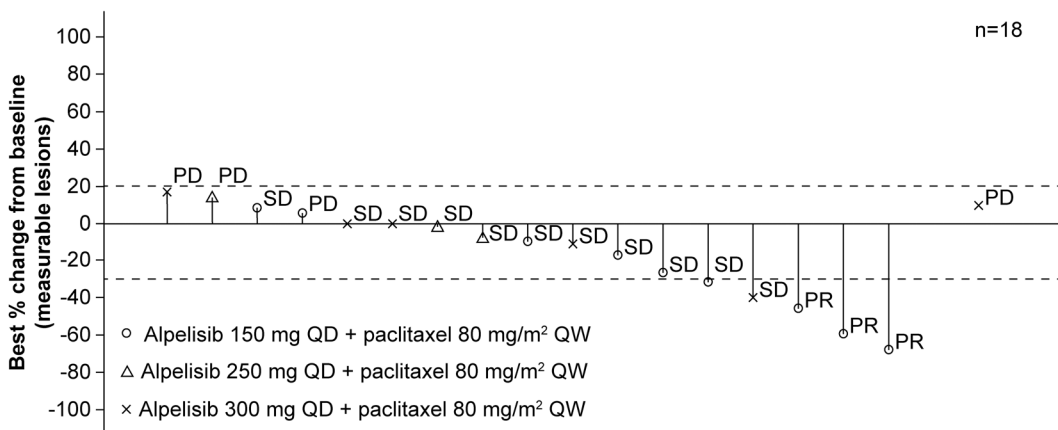 n=18
Best % change from baseline
(measurable lesions)
100
80
60
40
20
0
-20
-40
-60
-80
-100
PD
PD
SD
PD
SD
SD
SD
SD
SD
SD
SD
SD
SD
SD
PR
PR
PR
PD
Alpelisib 150 mg QD + paclitaxel 80 mg/m² QW
Alpelisib 250 mg QD + paclitaxel 80 mg/m² QW
Alpelisib 300 mg QD + paclitaxel 80 mg/m² QW